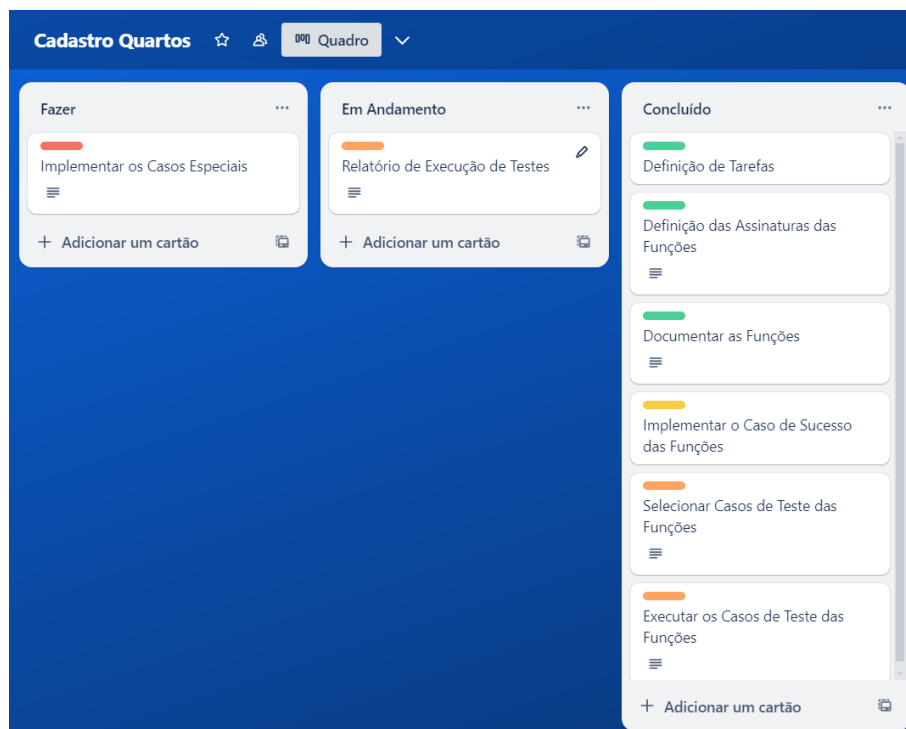 Cadastro Quartos
Quadro
Fazer
Implementar os Casos Especiais
Adicionar um cartão
Em Andamento
Relatório de Execução de Testes
Adicionar um cartão
Concluído
Definição de Tarefas
Definição das Assinaturas das
Funções
Documentar as Funções
Implementar o Caso de Sucesso
das Funções
Selecionar Casos de Teste das
Funções
Executar os Casos de Teste das
Funções
Adicionar um cartão